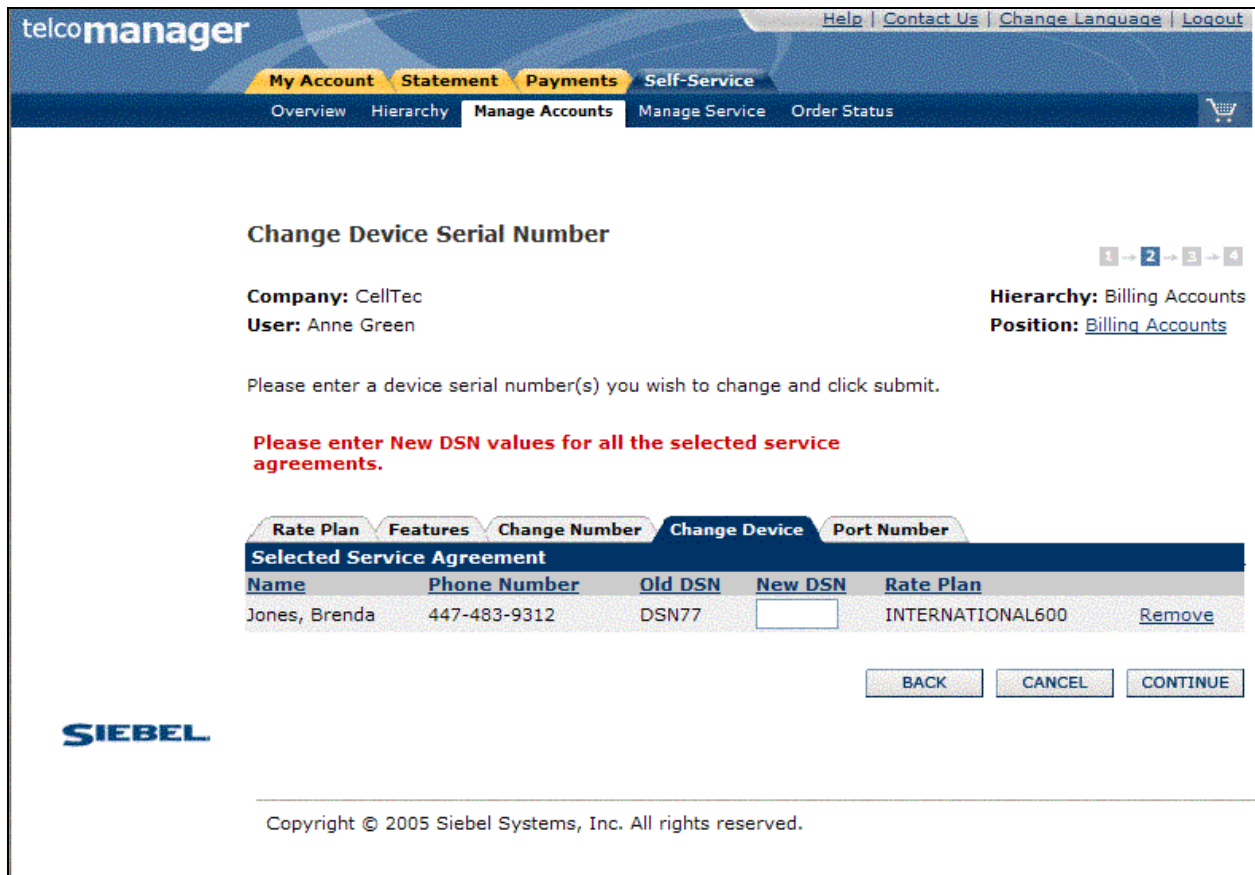 telcomanager
Help | Contact Us | Change Language | Logout
My Account Statement Payments Self-Service
Overview Hierarchy Manage Accounts Manage Service Order Status
Change Device Serial Number
1 → 2 → 3 → 4
Company: CellTec
Hierarchy: Billing Accounts
User: Anne Green
Position: Billing Accounts
Please enter a device serial number(s) you wish to change and click submit.
Please enter New DSN values for all the selected service
agreements.
Rate Plan Features Change Number Change Device Port Number
Selected Service Agreement
Name Phone Number Old DSN New DSN Rate Plan
Jones, Brenda 447-483-9312 DSN77 INTERNATIONAL600 Remove
BACK CANCEL CONTINUE
SIEBEL.
Copyright © 2005 Siebel Systems, Inc. All rights reserved.